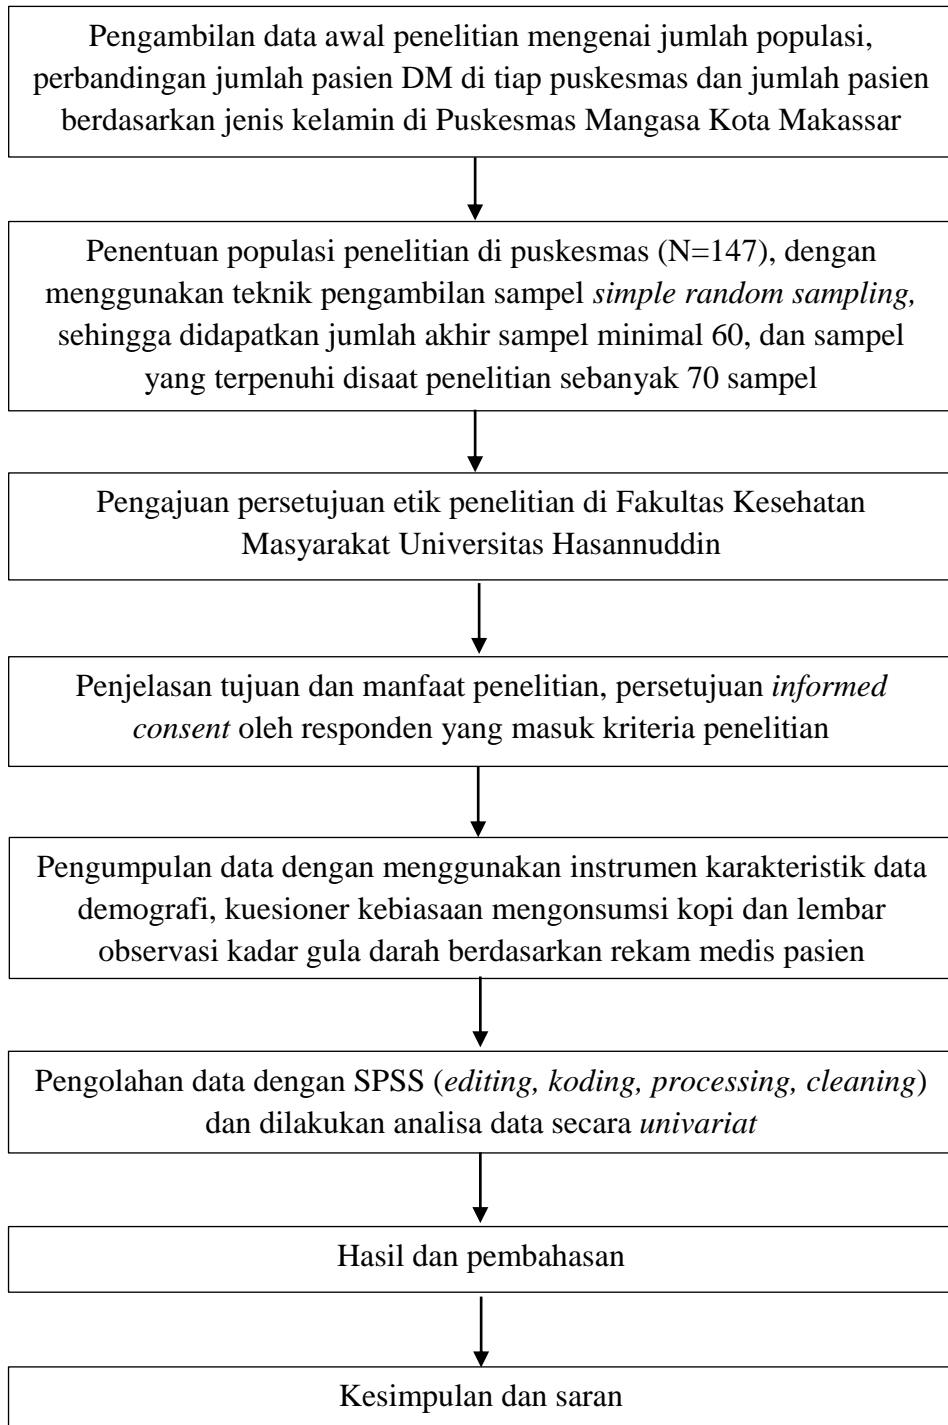 Pengambilan data awal penelitian mengenai jumlah populasi,
perbandingan jumlah pasien DM di tiap puskesmas dan jumlah pasien
berdasarkan jenis kelamin di Puskesmas Mangasa Kota Makassar
Penentuan populasi penelitian di puskesmas (N=147), dengan
menggunakan teknik pengambilan sampel simple random sampling,
sehingga didapatkan jumlah akhir sampel minimal 60, dan sampel
yang terpenuhi disaat penelitian sebanyak 70 sampel
Pengajuan persetujuan etik penelitian di Fakultas Kesehatan
Masyarakat Universitas Hasannuddin
Penjelasan tujuan dan manfaat penelitian, persetujuan informed
consent oleh responden yang masuk kriteria penelitian
Pengumpulan data dengan menggunakan instrumen karakteristik data
demografi, kuesioner kebiasaan mengonsumsi kopi dan lembar
observasi kadar gula darah berdasarkan rekam medis pasien
Pengolahan data dengan SPSS (editing, koding, processing, cleaning)
dan dilakukan analisa data secara univariat
Hasil dan pembahasan
Kesimpulan dan saran